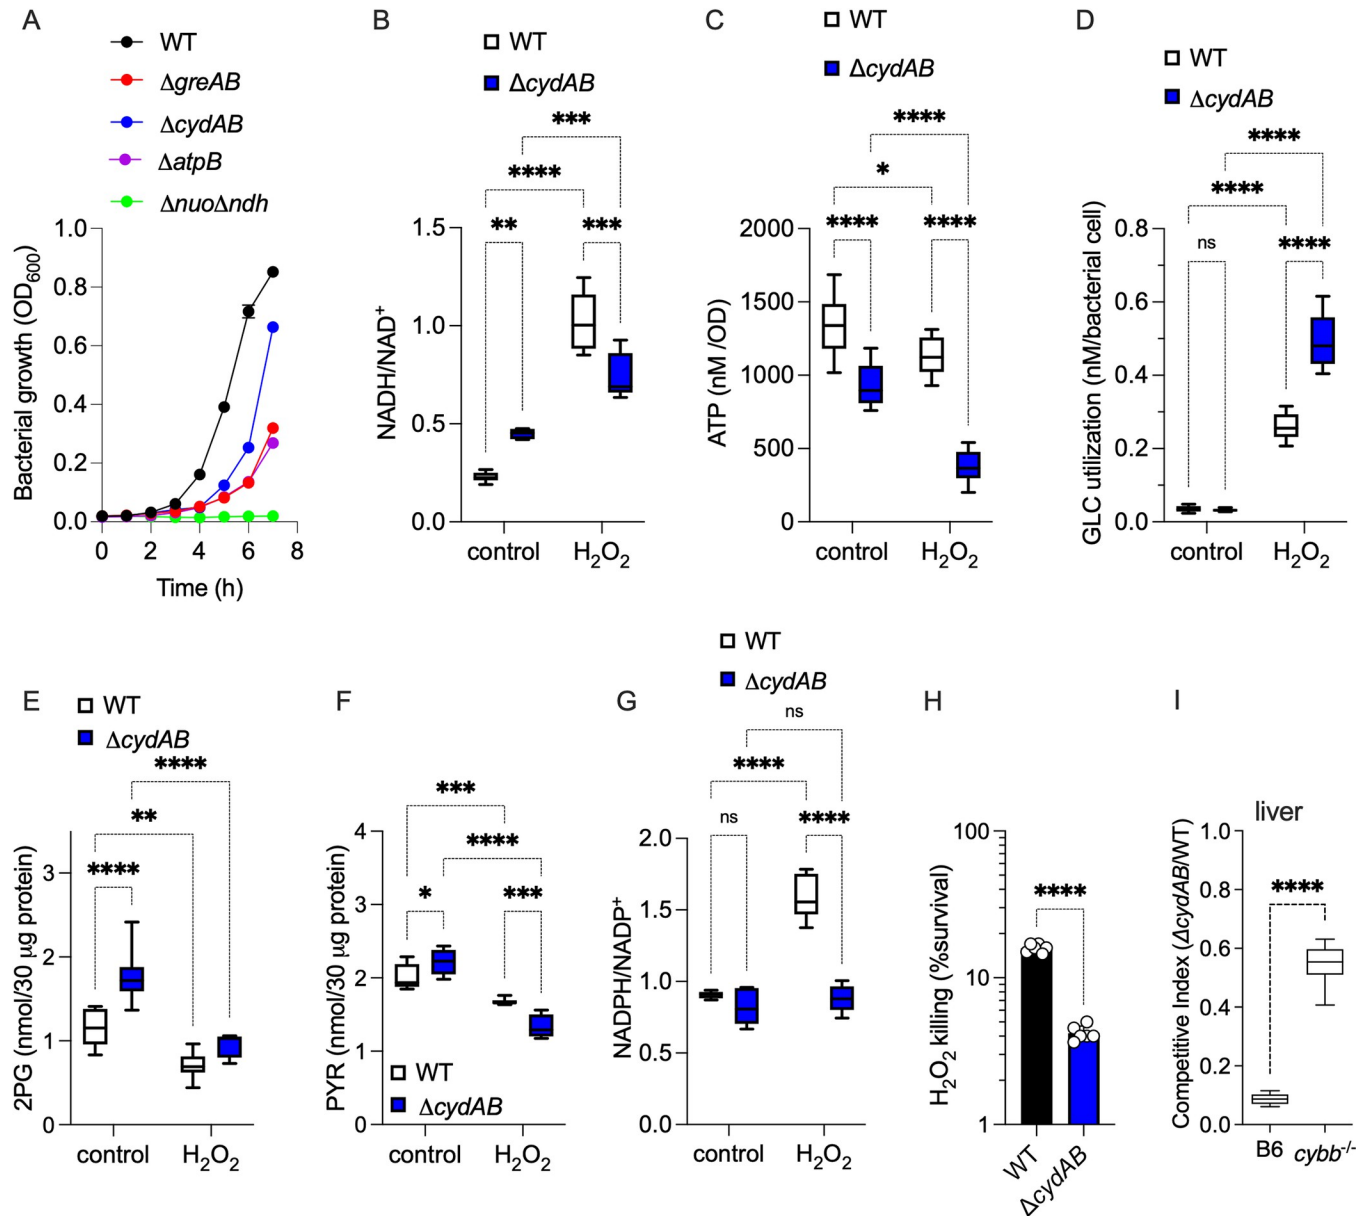 A
WT
ΔgreAB
ΔcydAB
ΔatpB
ΔnuoΔndh
Bacterial growth (OD600)
1.0
0.8
0.6
0.4
0.2
0.0
0 2 4 6 8
Time (h)
B
WT
ΔcydAB
***
****
** ***
NADH/NAD+
1.5
1.0
0.5
0.0
control H2O2
C
WT
ΔcydAB
****
*
**** ****
ATP (nM /OD)
2000
1500
1000
500
0
control H2O2
D
WT
ΔcydAB
****
****
ns ****
GLC utilization (nM/bacterial cell)
0.8
0.6
0.4
0.2
0.0
control H2O2
E
WT
ΔcydAB
****
**
****
2PG (nmol/30 µg protein)
3
2
1
0
control H2O2
F
***
****
* ***
PYR (nmol/30 µg protein)
4
3
2
1
0
WT
ΔcydAB
control H2O2
G
WT
ΔcydAB
ns
****
ns ****
NADPH/NADP+
2.0
1.5
1.0
0.5
0.0
control H2O2
H
****
H2O2 killing (%survival)
100
10
1
WT ΔcydAB
I
liver
****
Competitive Index (ΔcydAB/WT)
1.0
0.8
0.6
0.4
0.2
0.0
B6 cybb-/-